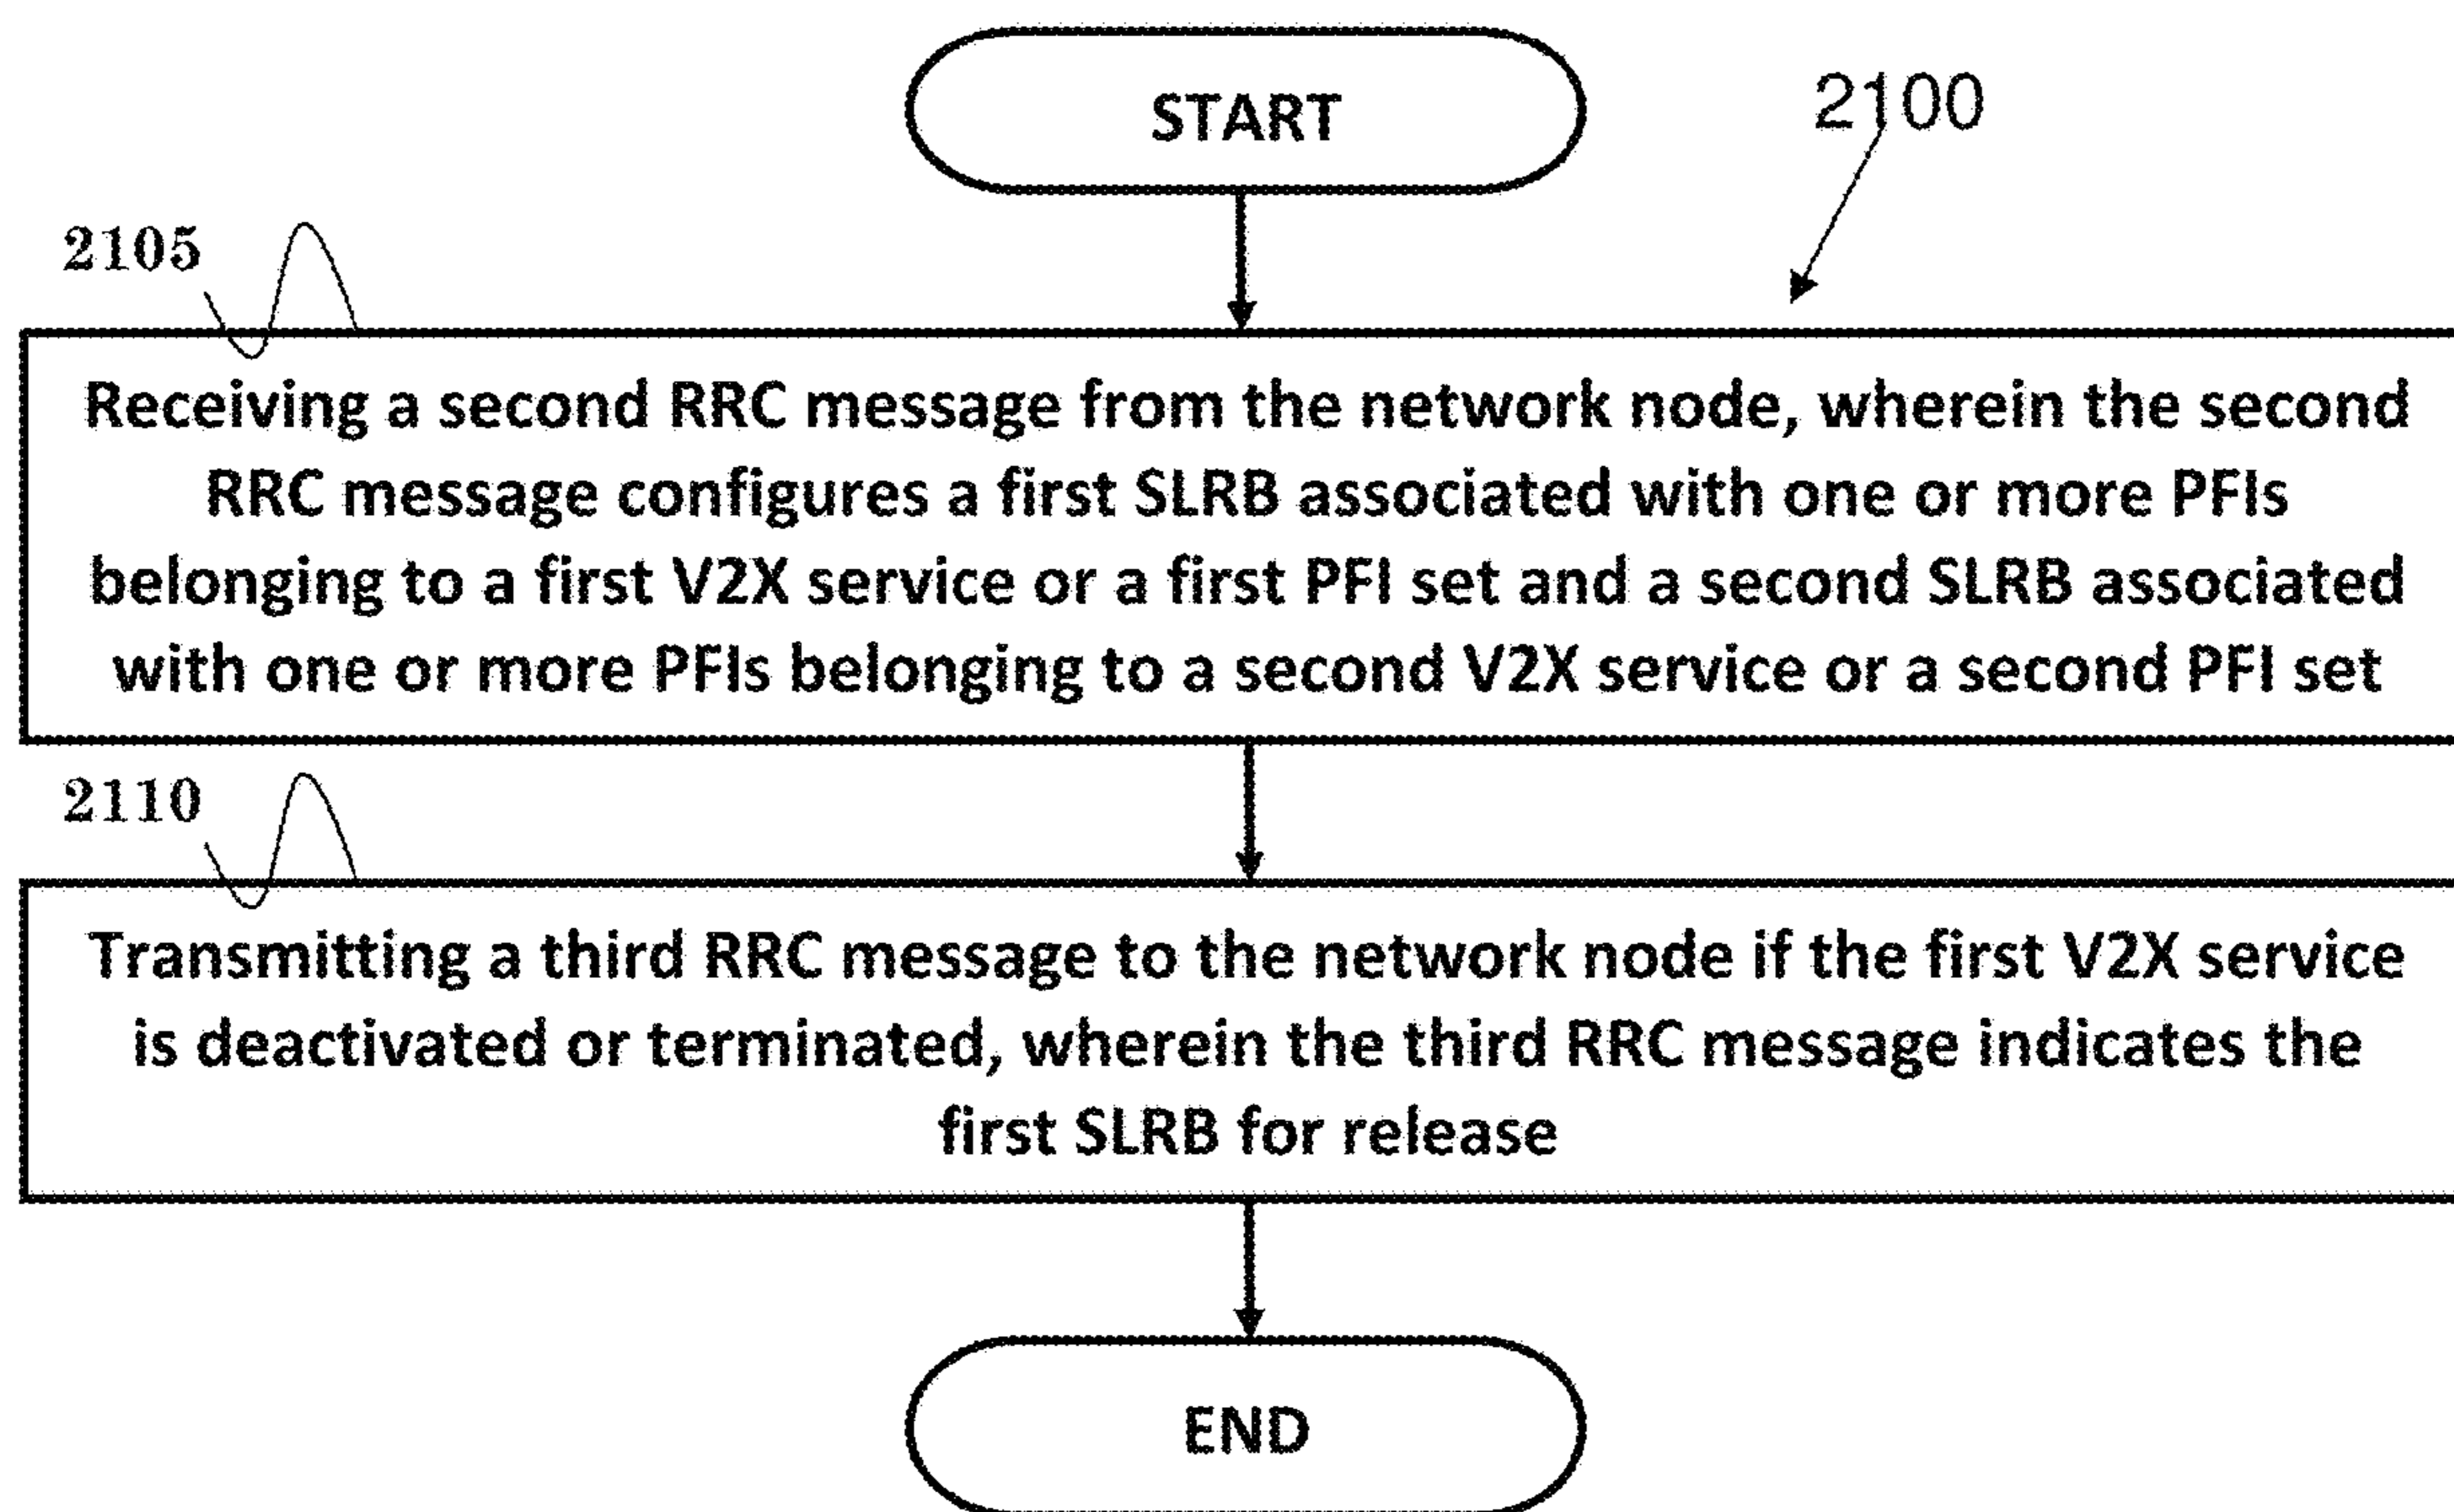 START
2100
2105
Receiving a second RRC message from the network node, wherein the second
RRC message configures a first SLRB associated with one or more PFIs
belonging to a first V2X service or a first PFI set and a second SLRB associated
with one or more PFIs belonging to a second V2X service or a second PFI set
2110
Transmitting a third RRC message to the network node if the first V2X service
is deactivated or terminated, wherein the third RRC message indicates the
first SLRB for release
END